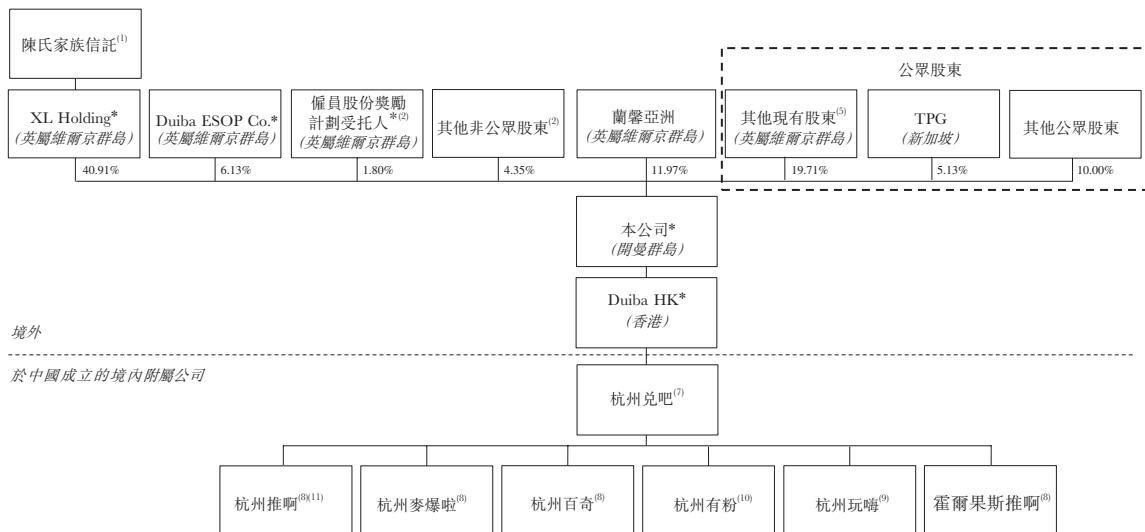 陳氏家族信託(1)
公眾股東
XL Holding*
(英屬維爾京群島)
Duiba ESOP Co.*
(英屬維爾京群島)
僱員股份獎勵
計劃受托人*(2)
(英屬維爾京群島)
其他非公眾股東(2)
蘭馨亞洲
(英屬維爾京群島)
其他現有股東(5)
(英屬維爾京群島)
TPG
(新加坡)
其他公眾股東
40.91%
6.13%
1.80%
4.35%
11.97%
19.71%
5.13%
10.00%
本公司*
(開曼群島)
Duiba HK*
(香港)
境外
於中國成立的境內附屬公司
杭州兌吧(7)
杭州推啊(8)(11)
杭州麥爆啦(8)
杭州百奇(8)
杭州有粉(10)
杭州玩嗨(9)
霍爾果斯推啊(8)